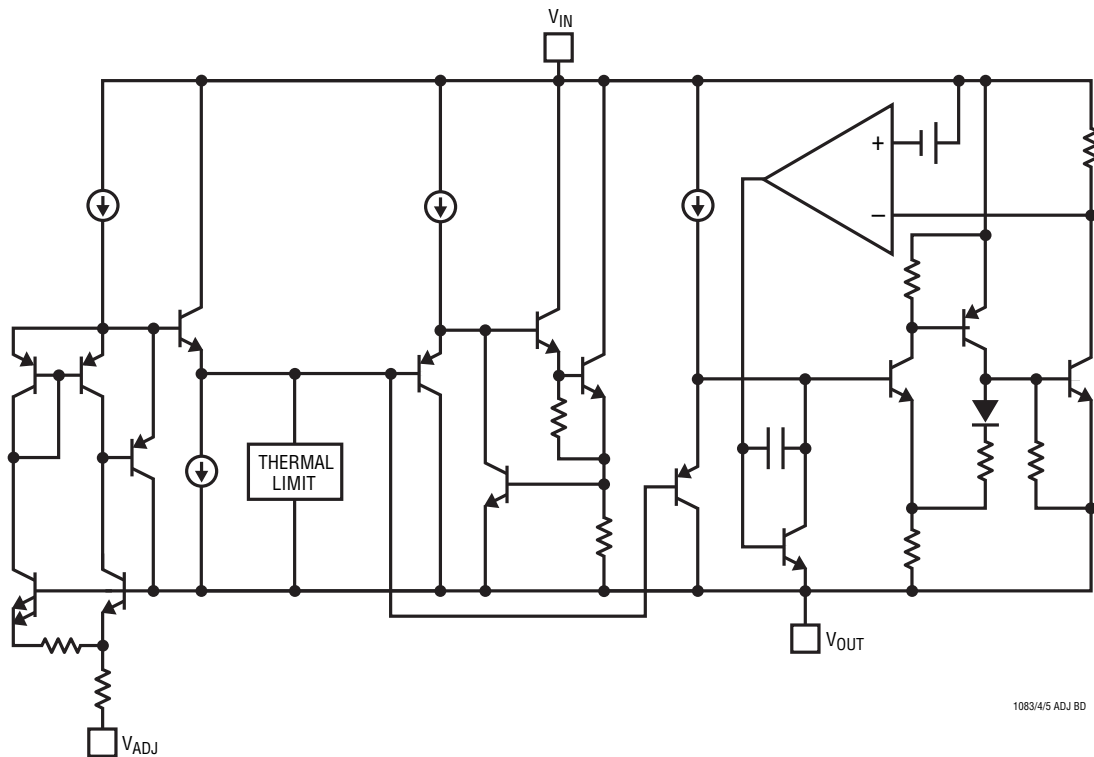 VIN
+
–
THERMAL
LIMIT
VOUT
VADJ
1083/4/5 ADJ BD